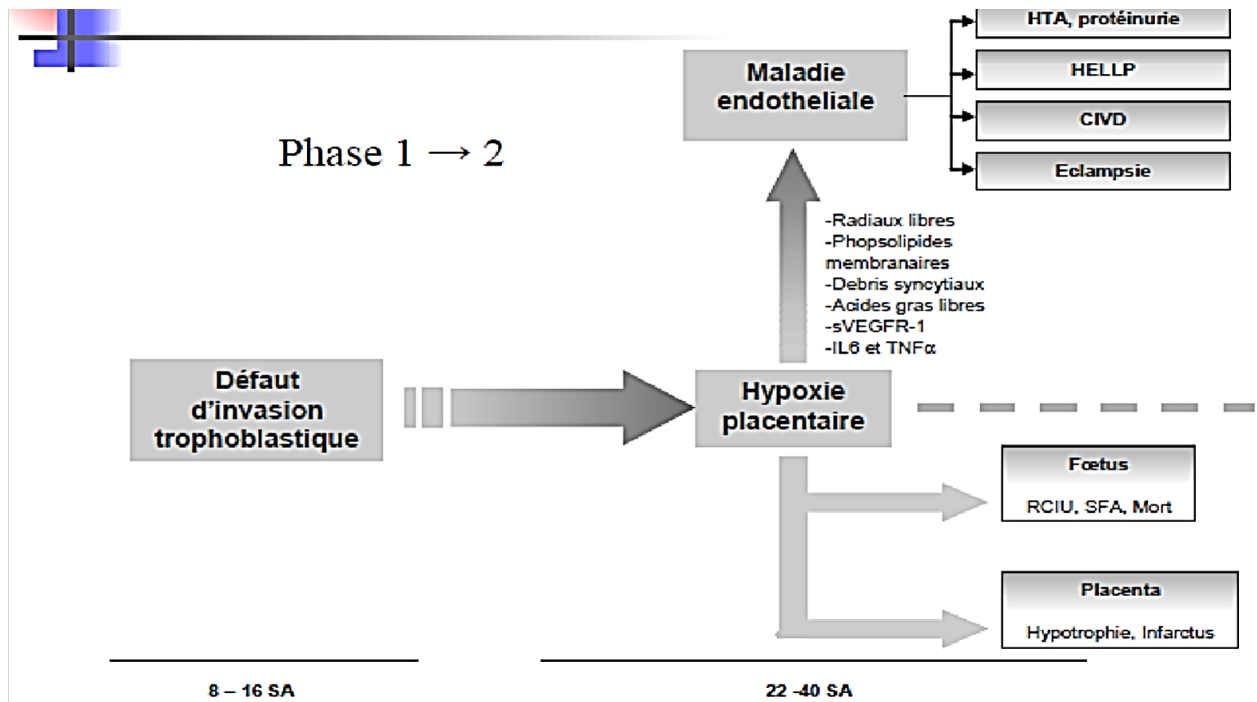 HTA, protéinurie
Maladie
endotheliale
HELLP
CIVD
Eclampsie
Phase 1 → 2
-Radiaux libres
-Phopsolipides
membranaires
-Debris syncytiaux
-Acides gras libres
-sVEGFR-1
-IL6 et TNFα
Défaut
d'invasion
trophoblastique
Hypoxie
placentaire
Fœtus
RCIU, SFA, Mort
Placenta
Hypotrophie, Infarctus
8 – 16 SA
22 -40 SA